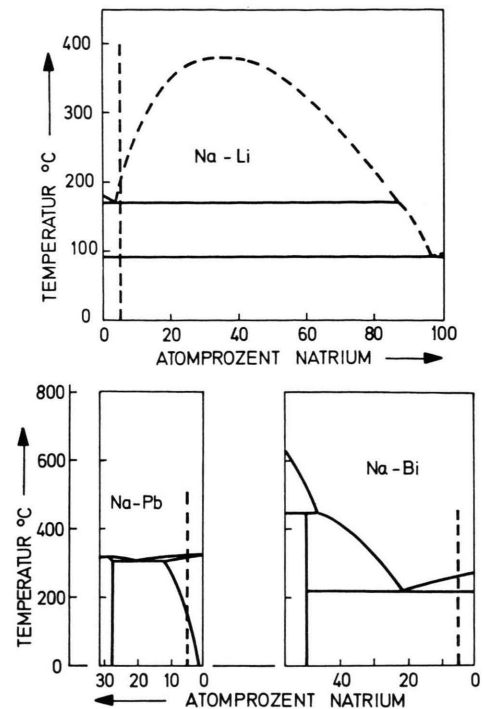 TEMPERATUR °C
400
300
200
100
0
Na - Li
0 20 40 60 80 100
ATOMPROZENT NATRIUM
TEMPERATUR °C
800
600
400
200
0
Na-Pb
30 20 10 0
Na-Bi
40 20 0
ATOMPROZENT NATRIUM